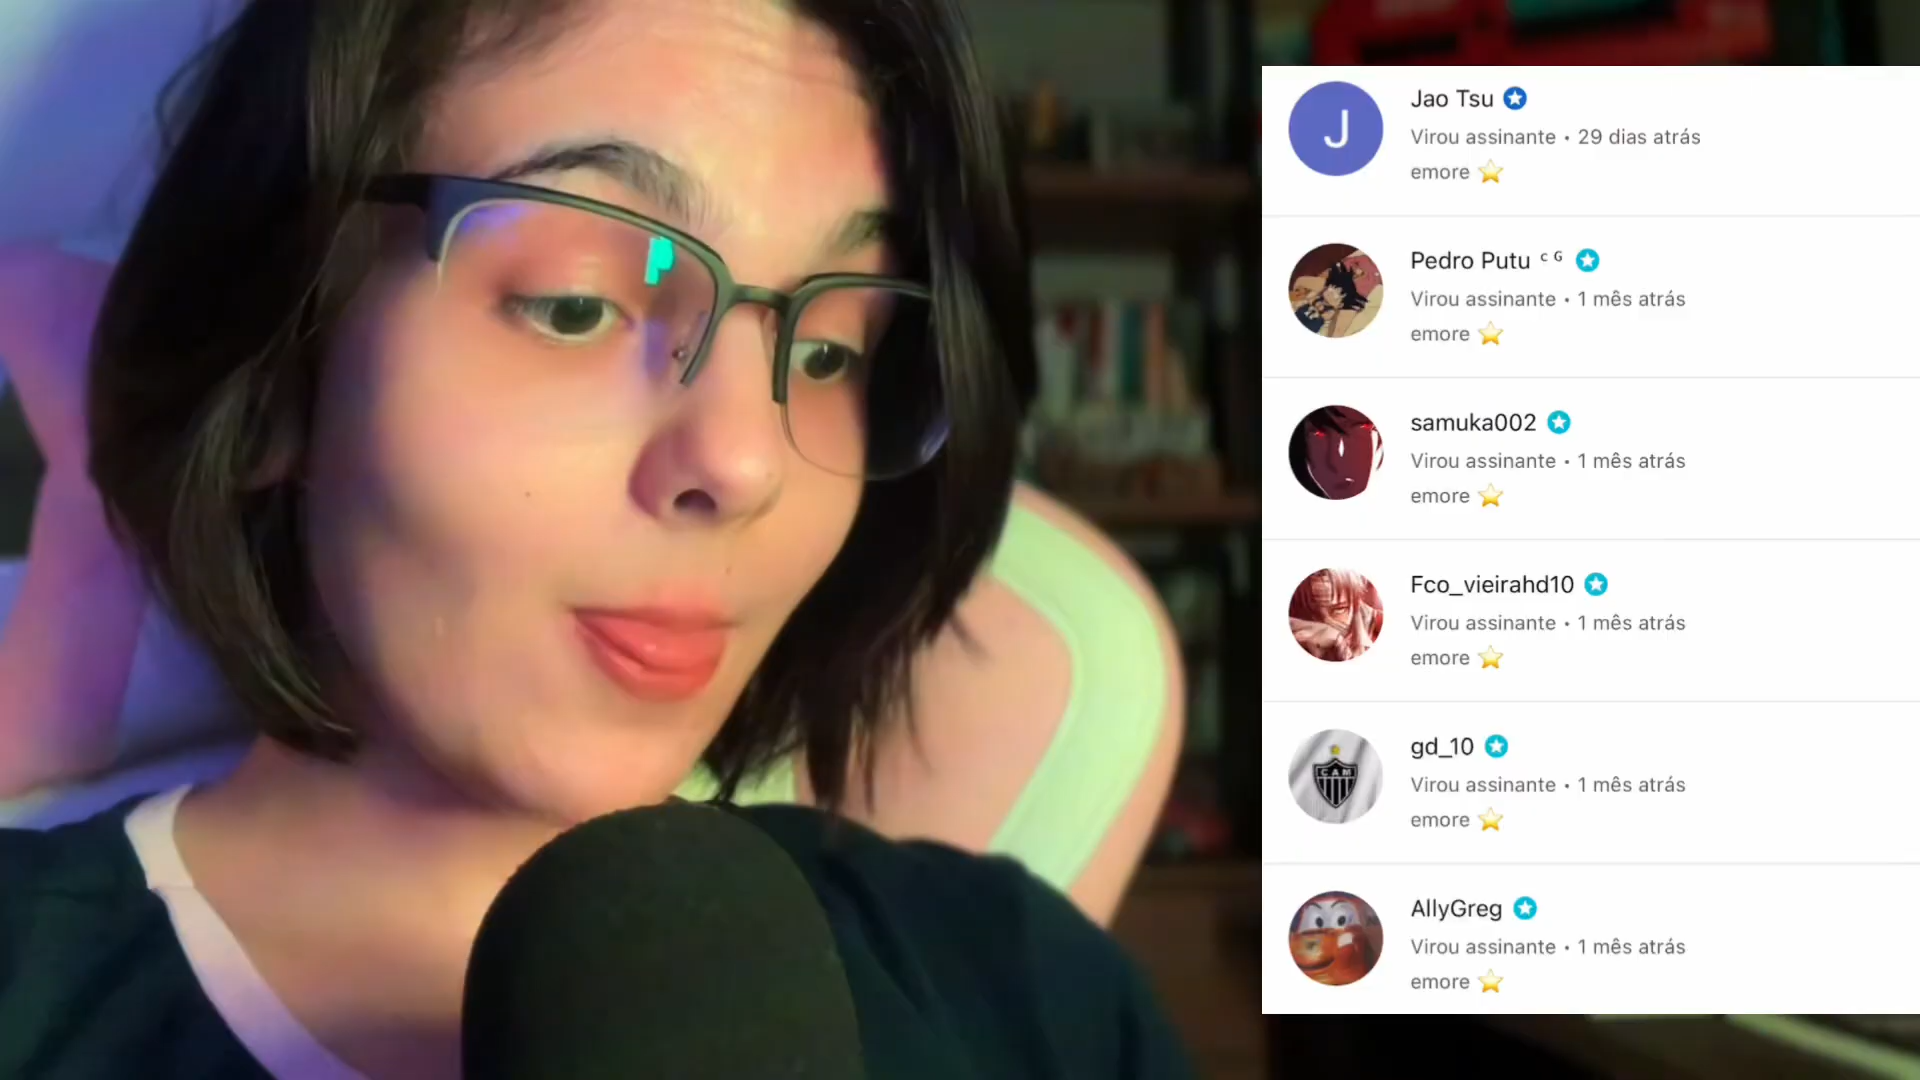 Jao Tsu
Virou assinante • 29 dias atrás
emore ⭐
Pedro Putu ᶜ ᴳ
Virou assinante • 1 mês atrás
emore ⭐
samuka002
Virou assinante • 1 mês atrás
emore ⭐
Fco_vieirahd10
Virou assinante • 1 mês atrás
emore ⭐
gd_10
Virou assinante • 1 mês atrás
emore ⭐
AllyGreg
Virou assinante • 1 mês atrás
emore ⭐
J
CAM